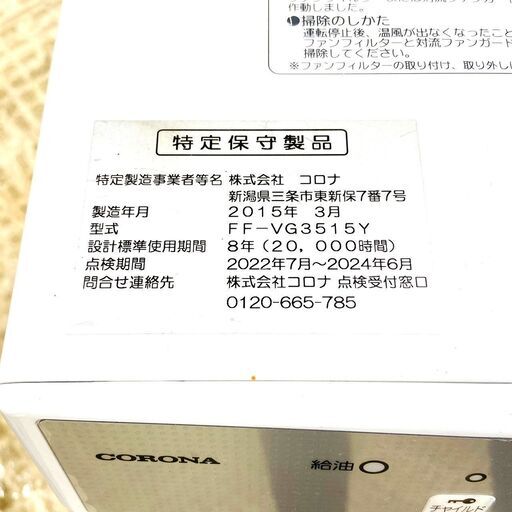 作動しました。
●掃除のしかた
運転停止後、温風が出なくなったこと
ファンフィルターと対流ファンガード
掃除してください。
※ファンフィルターの取り付け、取り外し
特定保守製品
特定製造事業者等名 株式会社 コロナ
新潟県三条市東新保7番7号
製造年月 2015年 3月
型式 FF-VG3515Y
設計標準使用期間 8年(20,000時間)
点検期間 2022年7月~2024年6月
問合せ連絡先 株式会社コロナ 点検受付窓口
0120-665-785
CORONA
給油
チャイルド